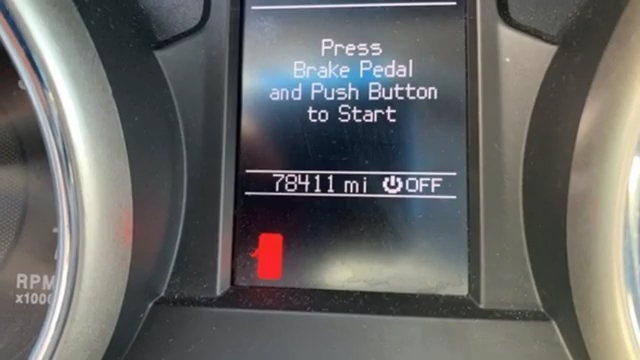 Press
Brake Pedal
and Push Button
to Start
78411 mi OFF
RPM
x1000